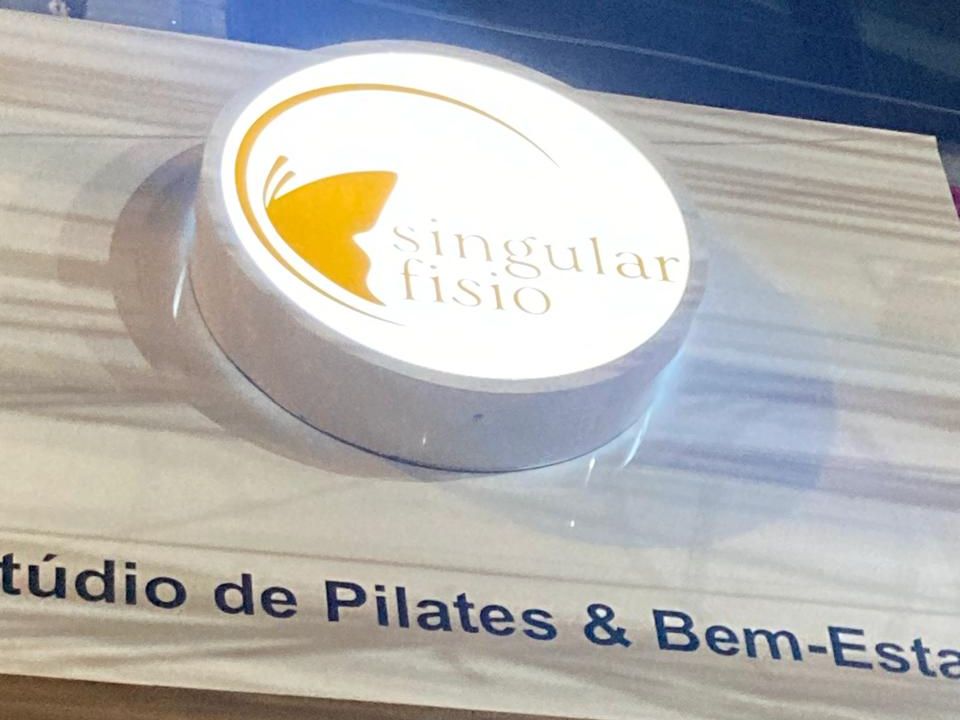 singular
fisio
túdio de Pilates & Bem-Esta